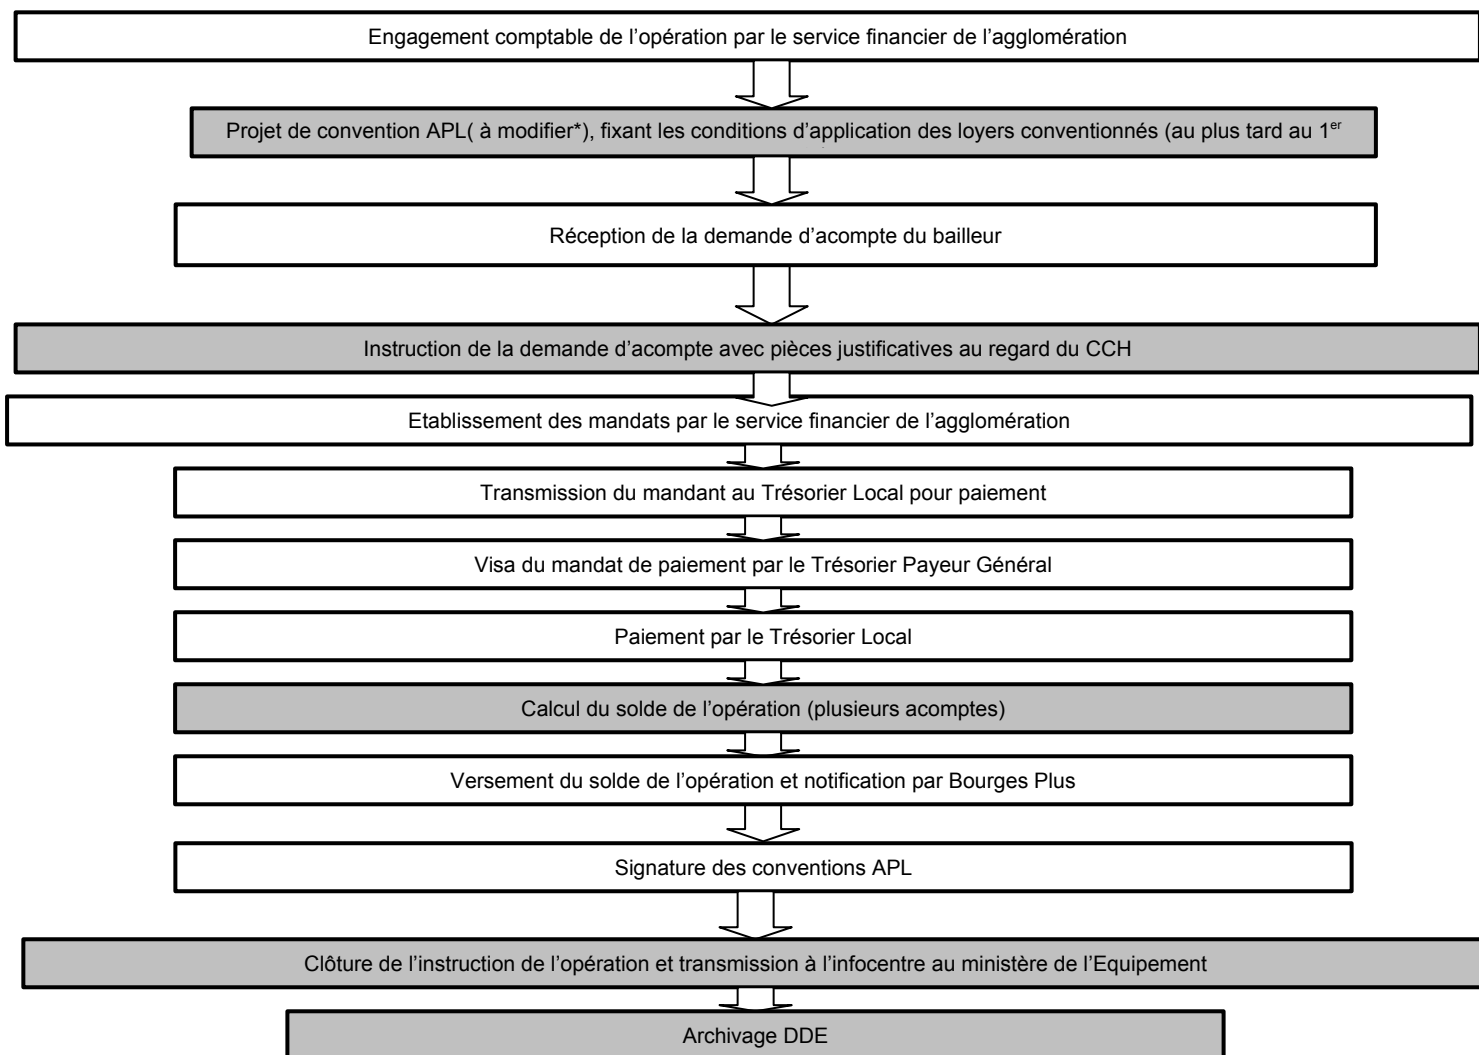 Engagement comptable de l’opération par le service financier de l’agglomération
Projet de convention APL( à modifier*), fixant les conditions d’application des loyers conventionnés (au plus tard au 1er
Réception de la demande d’acompte du bailleur
Instruction de la demande d’acompte avec pièces justificatives au regard du CCH
Etablissement des mandats par le service financier de l’agglomération
Transmission du mandant au Trésorier Local pour paiement
Visa du mandat de paiement par le Trésorier Payeur Général
Paiement par le Trésorier Local
Calcul du solde de l’opération (plusieurs acomptes)
Versement du solde de l’opération et notification par Bourges Plus
Signature des conventions APL
Clôture de l’instruction de l’opération et transmission à l’infocentre au ministère de l’Equipement
Archivage DDE